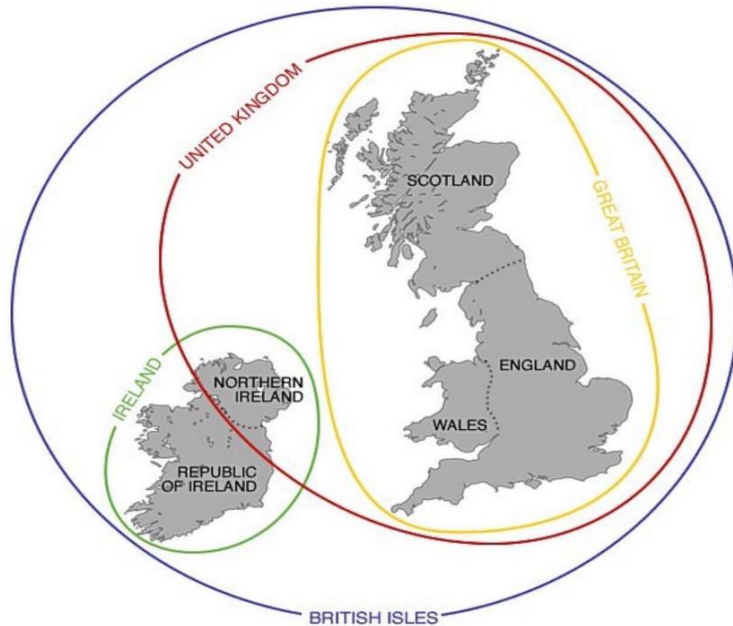 UNITED KINGDOM
SCOTLAND
GREAT BRITAIN
ENGLAND
IRELAND
NORTHERN
IRELAND
WALES
REPUBLIC
OF IRELAND
BRITISH ISLES